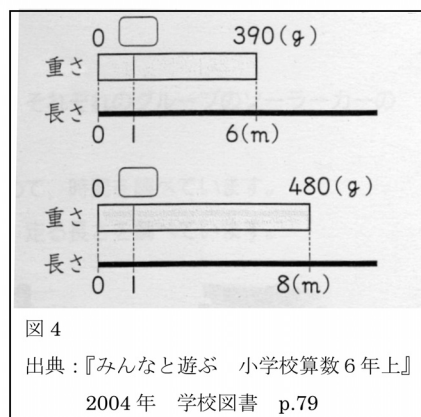 0 390(g)
重さ
長さ
0 1 6(m)
0 480(g)
重さ
長さ
0 1 8(m)
図 4
出典：『みんなと遊ぶ 小学校算数６年上』
2004 年 学校図書 p.79